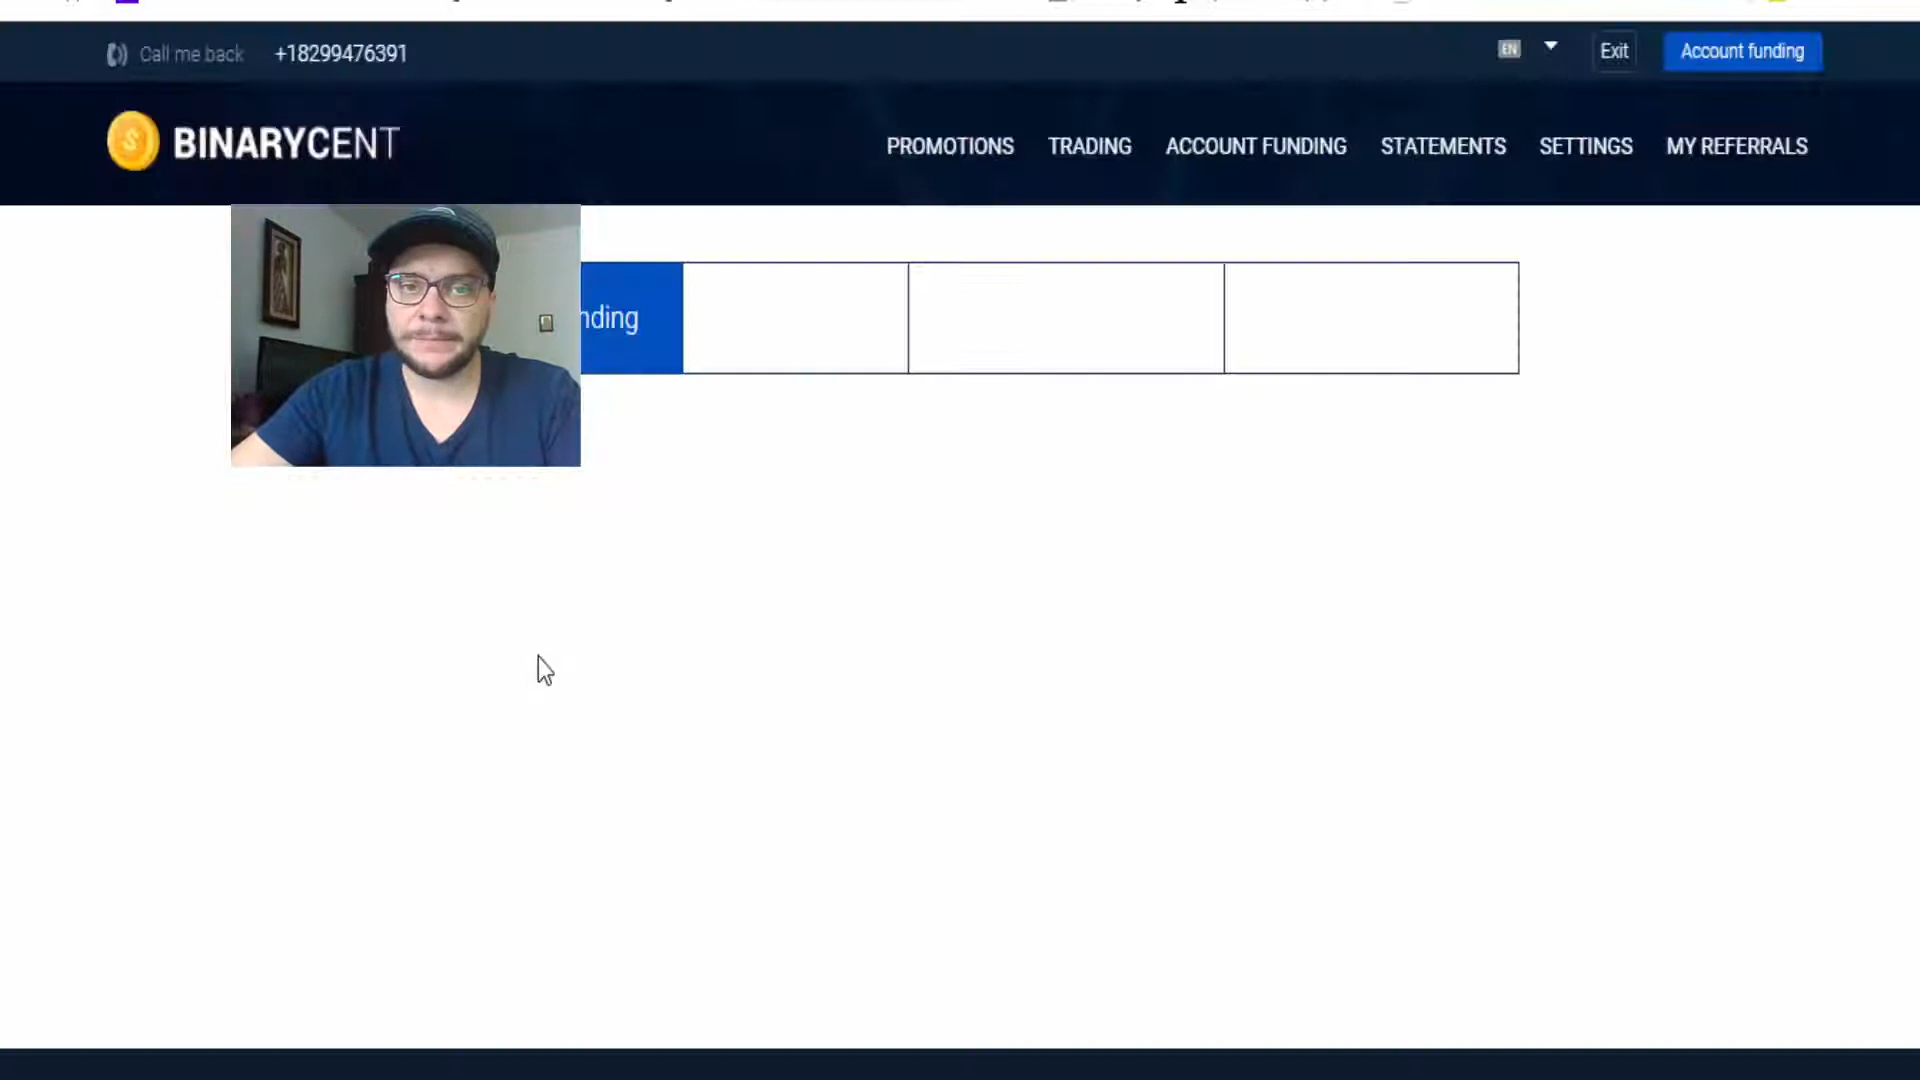 Call me back +18299476391
EN
Exit
Account funding
BINARYCENT
PROMOTIONS TRADING ACCOUNT FUNDING STATEMENTS SETTINGS MY REFERRALS
nding